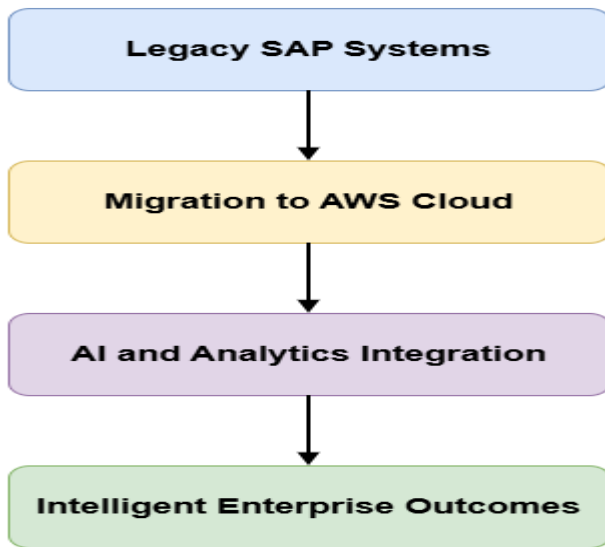 Legacy SAP Systems
Migration to AWS Cloud
AI and Analytics Integration
Intelligent Enterprise Outcomes